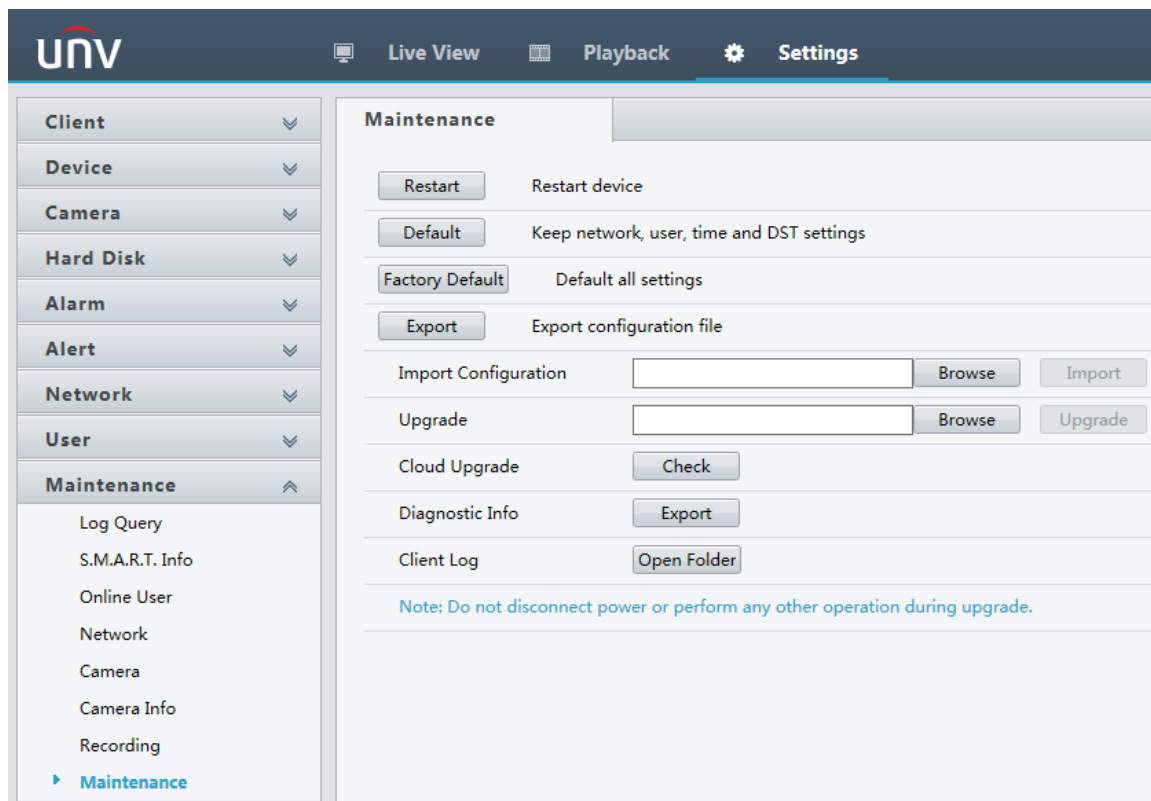 unv Live View Playback Settings
Client
Device
Camera
Hard Disk
Alarm
Alert
Network
User
Maintenance
Log Query
S.M.A.R.T. Info
Online User
Network
Camera
Camera Info
Recording
Maintenance
Maintenance
Restart Restart device
Default Keep network, user, time and DST settings
Factory Default Default all settings
Export Export configuration file
Import Configuration Browse Import
Upgrade Browse Upgrade
Cloud Upgrade Check
Diagnostic Info Export
Client Log Open Folder
Note: Do not disconnect power or perform any other operation during upgrade.